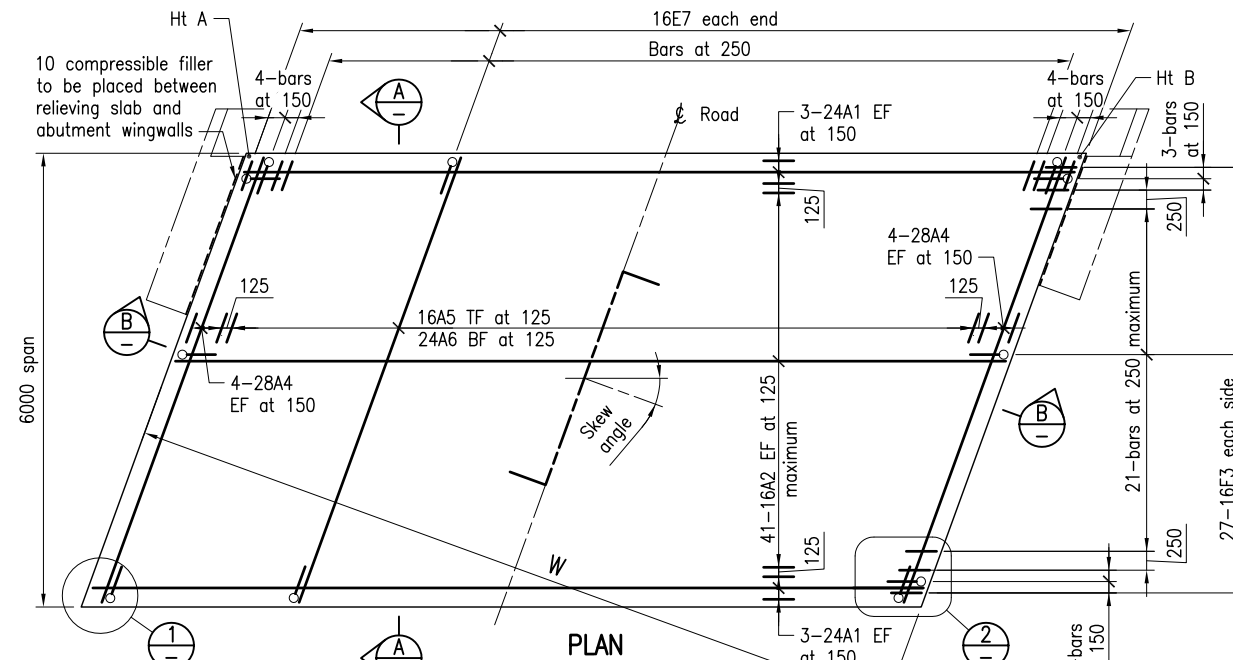 Ht A
16E7 each end
Bars at 250
10 compressible filler
to be placed between
relieving slab and
abutment wingwalls
4-bars
at 150
A
-
℄ Road
3-24A1 EF
at 150
4-bars
at 150
Ht B
3-bars
at 150
125
250
4-28A4
EF at 150
125
125
B
-
16A5 TF at 125
24A6 BF at 125
6000 span
4-28A4
EF at 150
Skew
angle
41-16A2 EF at 125
maximum
B
-
21-bars at 250 maximum
27-16E3 each side
W
125
250
1
-
A
-
PLAN
3-24A1 EF
at 150
2
-
-bars
150